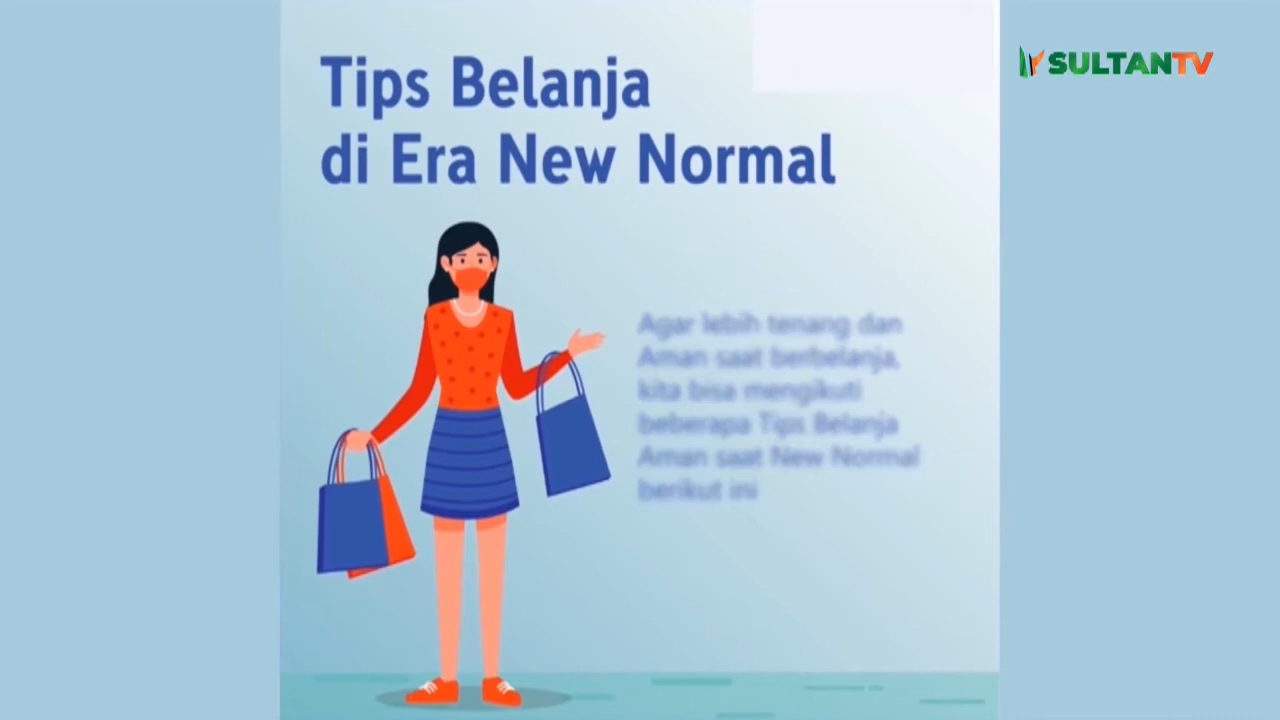 Tips Belanja
di Era New Normal
SULTANTV
Agar lebih tenang dan
Aman saat berbelanja,
kita bisa mengikuti
beberapa Tips Belanja
Aman saat New Normal
berikut ini